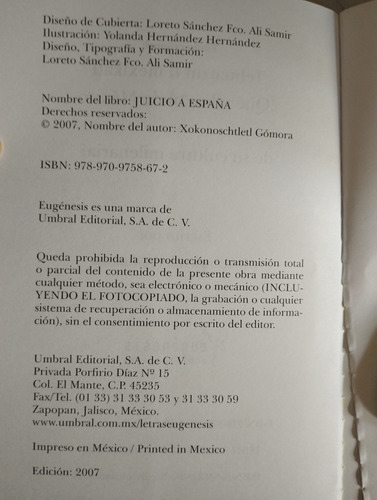 Diseño de Cubierta: Loreto Sánchez Fco. Ali Samir
Ilustración: Yolanda Hernández Hernández
Diseño, Tipografía y Formación:
Loreto Sánchez Fco. Ali Samir
Nombre del libro: JUICIO A ESPAÑA
Derechos reservados:
© 2007, Nombre del autor: Xokonoschtletl Gómora
ISBN: 978-970-9758-67-2
Eugénesis es una marca de
Umbral Editorial, S.A. de C. V.
Queda prohibida la reproducción o transmisión total
o parcial del contenido de la presente obra mediante
cualquier método, sea electrónico o mecánico (INCLU-
YENDO EL FOTOCOPIADO, la grabación o cualquier
sistema de recuperación o almacenamiento de informa-
ción), sin el consentimiento por escrito del editor.
Umbral Editorial, S.A. de C. V.
Privada Porfirio Díaz Nº 15
Col. El Mante, C.P. 45235
Fax/Tel. (01 33) 31 33 30 53 y 31 33 30 59
Zapopan, Jalisco, México.
www.umbral.com.mx/letraseugenesis
Impreso en México / Printed in Mexico
Edición: 2007